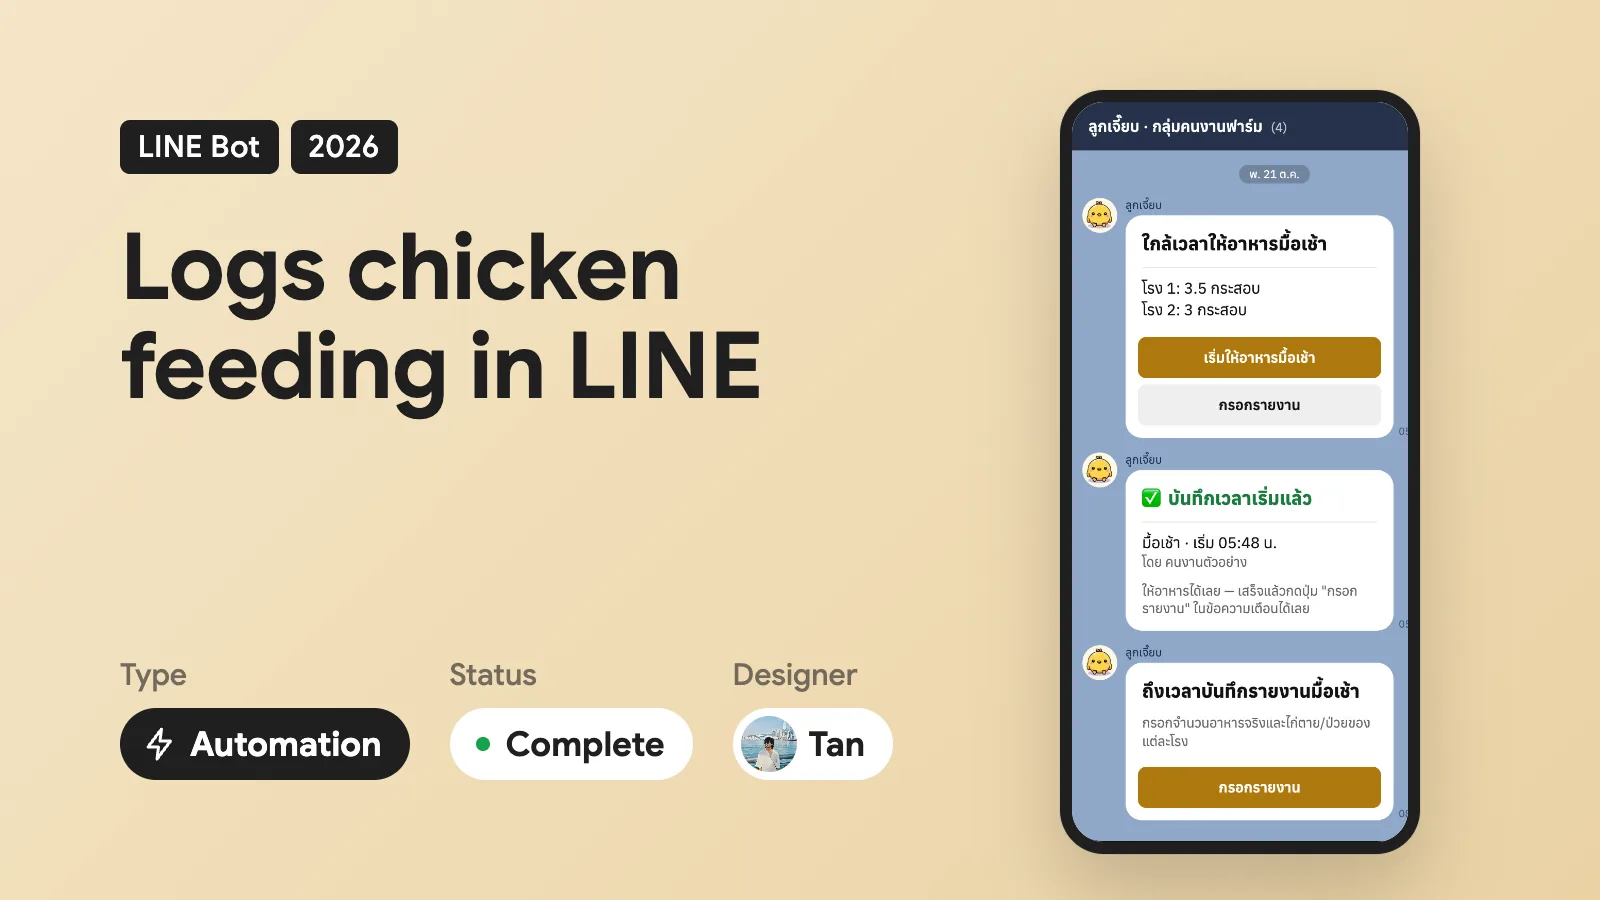 LINE Bot
2026
Logs chicken
feeding in LINE
Type
Automation
Status
Complete
Designer
Tan
ลูกเจี๊ยบ · กลุ่มคนงานฟาร์ม (4)
พ. 21 ต.ค.
ลูกเจี๊ยบ
ใกล้เวลาให้อาหารมื้อเช้า
โรง 1: 3.5 กระสอบ
โรง 2: 3 กระสอบ
เริ่มให้อาหารมื้อเช้า
กรอกรายงาน
ลูกเจี๊ยบ
✅ บันทึกเวลาเริ่มแล้ว
มื้อเช้า · เริ่ม 05:48 น.
โดย คนงานตัวอย่าง
ให้อาหารได้เลย — เสร็จแล้วกดปุ่ม "กรอก
รายงาน" ในข้อความเตือนได้เลย
ลูกเจี๊ยบ
ถึงเวลาบันทึกรายงานมื้อเช้า
กรอกจำนวนอาหารจริงและไก่ตาย/ป่วยของ
แต่ละโรง
กรอกรายงาน